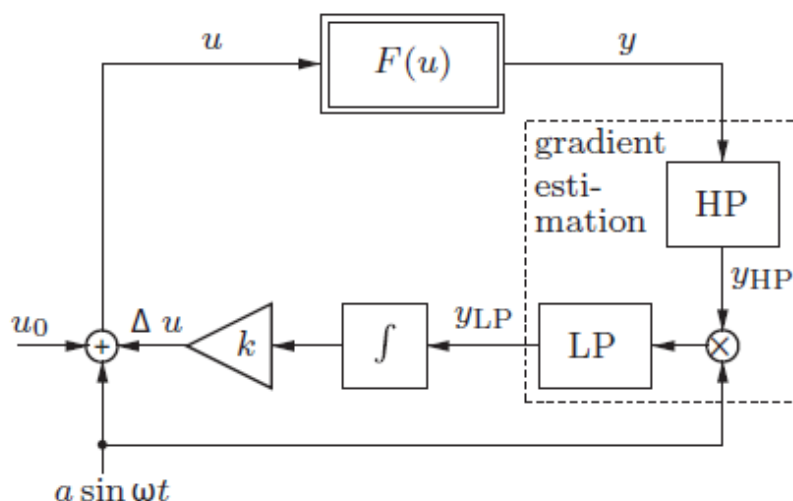 u
F(u)
y
gradient
esti-
mation
HP
y_HP
u_0
+
Δ u
k
∫
y_LP
LP
×
a sin ωt